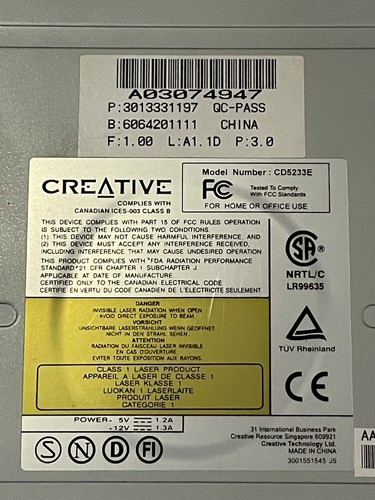 A03074947
P:3013331197 QC-PASS
B:6064201111 CHINA
F:1.00 L:A1.1D P:3.0
CREATIVE
COMPLIES WITH
CANADIAN ICES-003 CLASS B
Model Number: CD5233E
FC
Tested To Comply
With FCC Standards
FOR HOME OR OFFICE USE
THIS DEVICE COMPLIES WITH PART 15 OF FCC RULES OPERATION
IS SUBJECT TO THE FOLLOWING TWO CONDITIONS.
(1) THIS DEVICE MAY NOT CAUSE HARMFUL INTERFERENCE, AND
(2) THIS DEVICE MUST ACCEPT ANY INTERFERENCE RECEIVED,
INCLUDING INTERFERENCE THAT MAY CAUSE UNDESIRED OPERATION.
THIS PRODUCT COMPLIES WITH "FDA RADIATION PERFORMANCE
STANDARD" 21 CFR CHAPTER 1 SUBCHAPTER J
APPLICABLE AT DATE OF MANUFACTURE.
CERTIFIED ONLY TO THE CANADIAN ELECTRICAL CODE
CERTIFIE EN VERTU DU CODE CANADIEN DE L'ELECTRICITE SEULEMENT.
SA
NRTL/C
LR99635
DANGER
INVISIBLE LASER RADIATION WHEN OPEN
AVOID DIRECT EXPOSURE TO BEAM
VORSICHT
UNSICHTBARE LASERSTRAHLUNG WENN GEOFFNET
NICHT IN DEN STRAHL BLICKEN
ATTENTION
RADIATION DU FAISCEAU LASER INVISIBLE
EN CAS D'OUVERTURE
EVITER TOUTE EXPOSITION AUX RAYONS.
TÜV Rheinland
CLASS 1 LASER PRODUCT
APPAREIL A LASER DE CLASSE 1
LASER KLASSE 1
LUOKAN 1 LASERLAITE
PRODUIT LASER
CATEGORIE 1
CE
POWER- 5V 1.2A
-12V 1.3A
S N D FI
31 International Business Park
Creative Resource Singapore 609921
Creative Technology Ltd.
MADE IN CHINA
3001551545 JS
AA